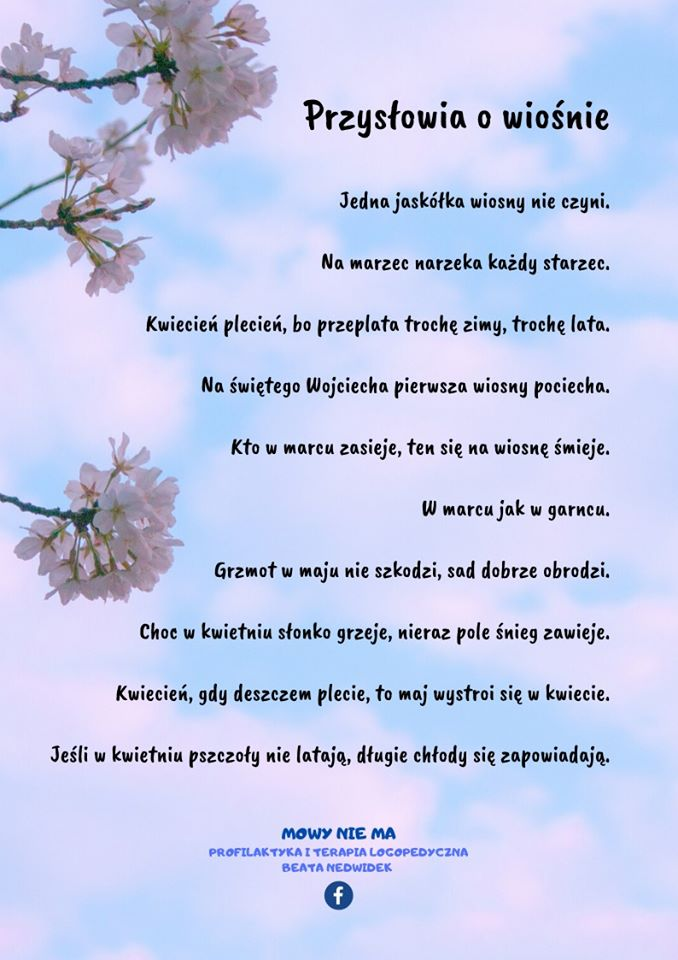 Przysłowia o wiośnie
Jedna jaskółka wiosny nie czyni.
Na marzec narzeka każdy starzec.
Kwiecień plecień, bo przeplata trochę zimy, trochę lata.
Na świętego Wojciecha pierwsza wiosny pociecha.
Kto w marcu zasieje, ten się na wiosnę śmieje.
W marcu jak w garncu.
Grzmot w maju nie szkodzi, sad dobrze obrodzi.
Choc w kwietniu słonko grzeje, nieraz pole śnieg zawieje.
Kwiecień, gdy deszczem plecie, to maj wystroi się w kwiecie.
Jeśli w kwietniu pszczoły nie latają, długie chłody się zapowiadają.
MOWY NIE MA
PROFILAKTYKA I TERAPIA LOGOPEDYCZNA
BEATA NEDWIDEK